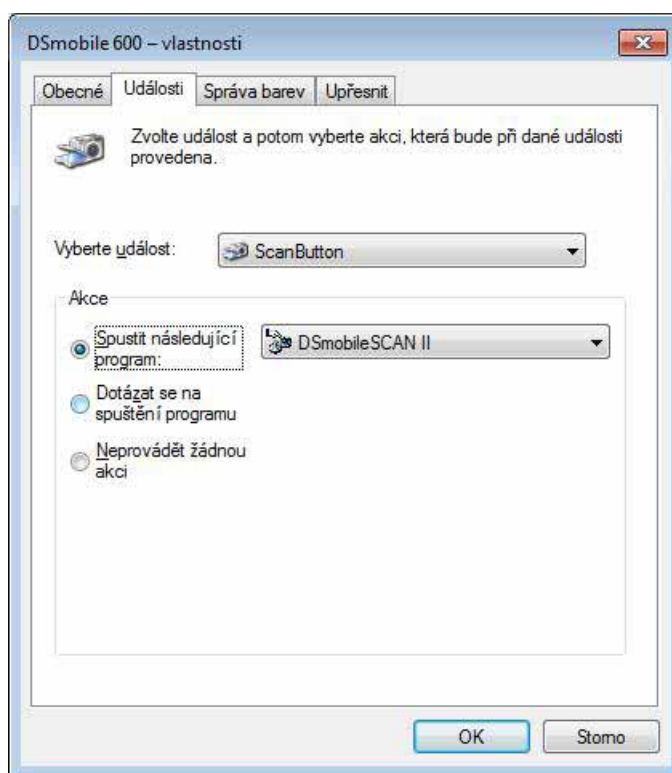 DSmobile 600 – vlastnosti
Obecné Události Správa barev Upřesnit
Zvolte událost a potom vyberte akci, která bude při dané události
provedena.
Vyberte událost: ScanButton
Akce
Spustit následující
program: DSmobileSCAN II
Dotázat se na
spuštění programu
Neprovádět žádnou
akci
OK Storno